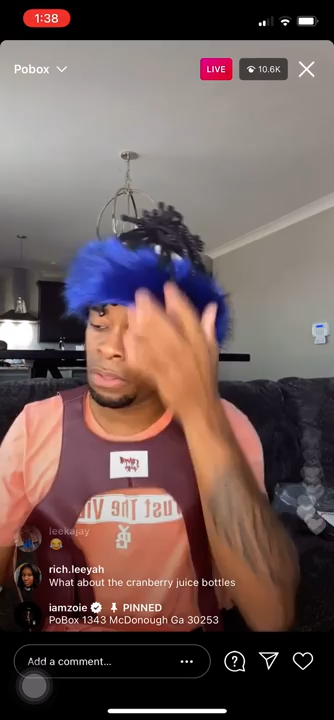 1:38
Pobox
LIVE
10.6K
leekajay
😂
rich.leeyah
What about the cranberry juice bottles
iamzoie PINNED
PoBox 1343 McDonough Ga 30253
Add a comment...